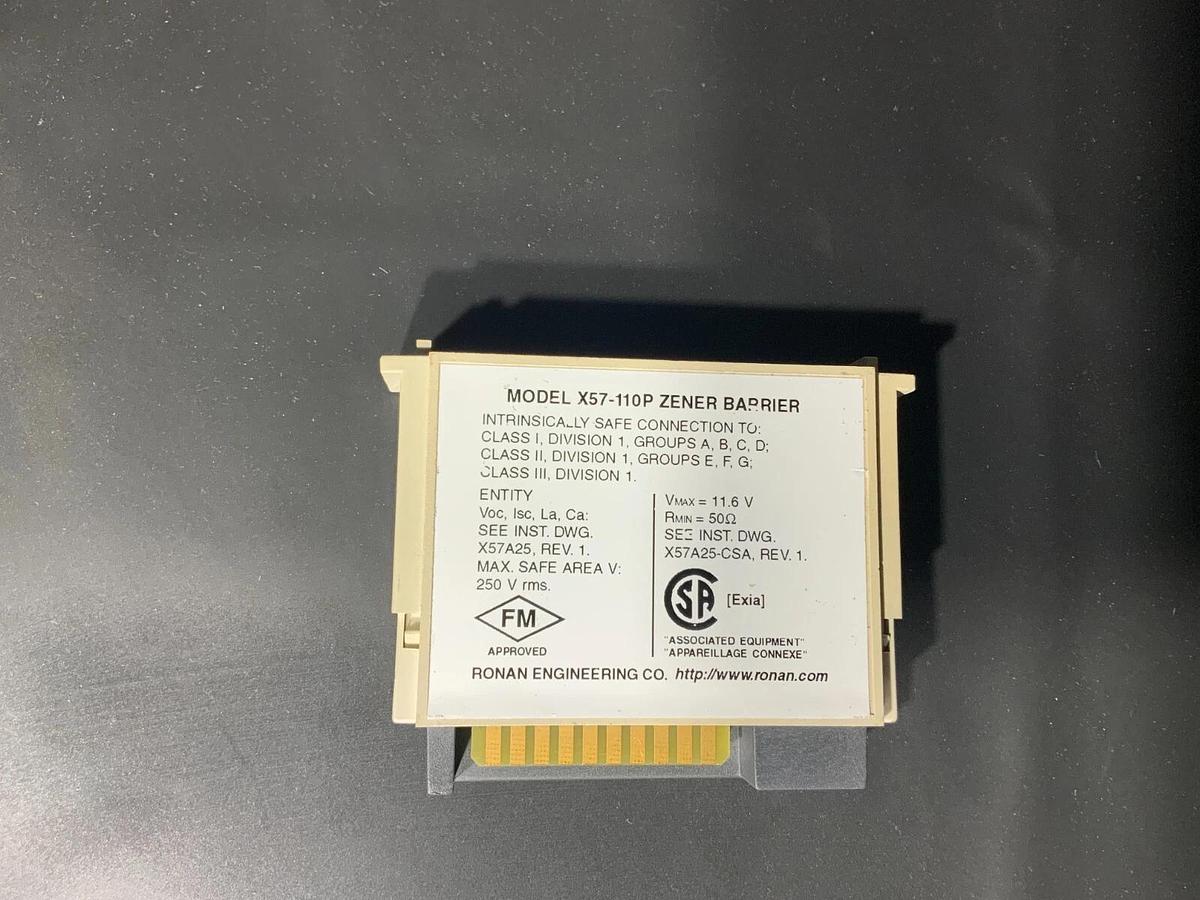 MODEL X57-110P ZENER BARRIER
INTRINSICALLY SAFE CONNECTION TO:
CLASS I, DIVISION 1, GROUPS A, B, C, D;
CLASS II, DIVISION 1, GROUPS E, F, G;
CLASS III, DIVISION 1.
ENTITY
Voc, Isc, La, Ca:
SEE INST. DWG.
X57A25, REV. 1.
MAX. SAFE AREA V:
250 V rms.
FM
APPROVED
VMAX = 11.6 V
RMIN = 50Ω
SEE INST. DWG.
X57A25-CSA, REV. 1.
CSA [Exia]
"ASSOCIATED EQUIPMENT"
"APPAREILLAGE CONNEXE"
RONAN ENGINEERING CO. http://www.ronan.com